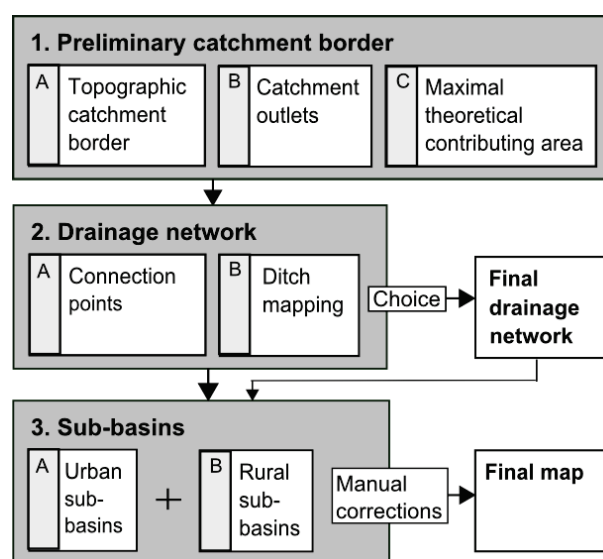 1. Preliminary catchment border
A
Topographic
catchment
border
B
Catchment
outlets
C
Maximal
theoretical
contributing area
2. Drainage network
A
Connection
points
B
Ditch
mapping
Choice
Final
drainage
network
3. Sub-basins
A
Urban
sub-
basins
+
B
Rural
sub-
basins
Manual
corrections
Final map